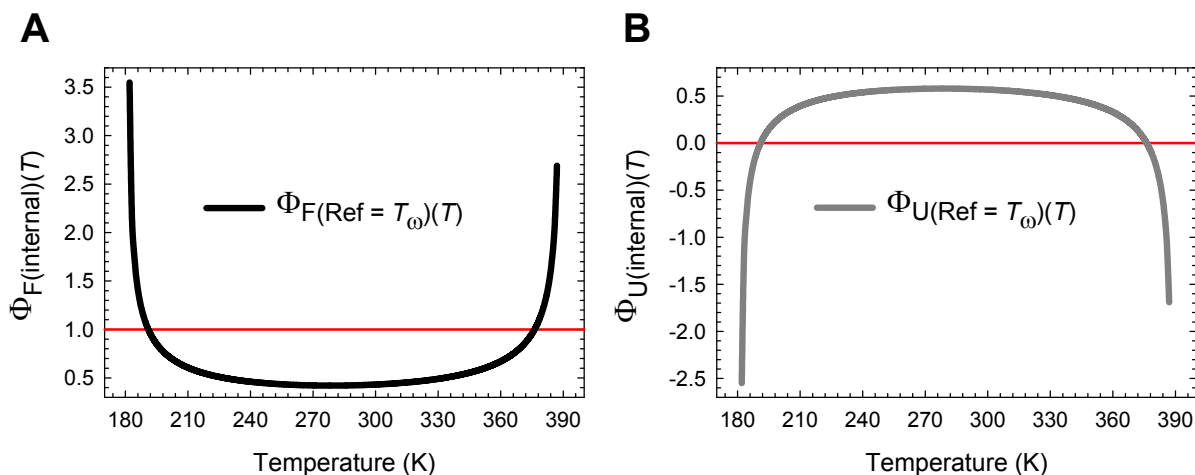 A
3.5
3.0
2.5
2.0
1.5
1.0
0.5
180 210 240 270 300 330 360 390
Temperature (K)
ΦF(internal)(T)
ΦF(Ref = Tω)(T)
B
0.5
0.0
-0.5
-1.0
-1.5
-2.0
-2.5
180 210 240 270 300 330 360 390
Temperature (K)
ΦU(internal)(T)
ΦU(Ref = Tω)(T)